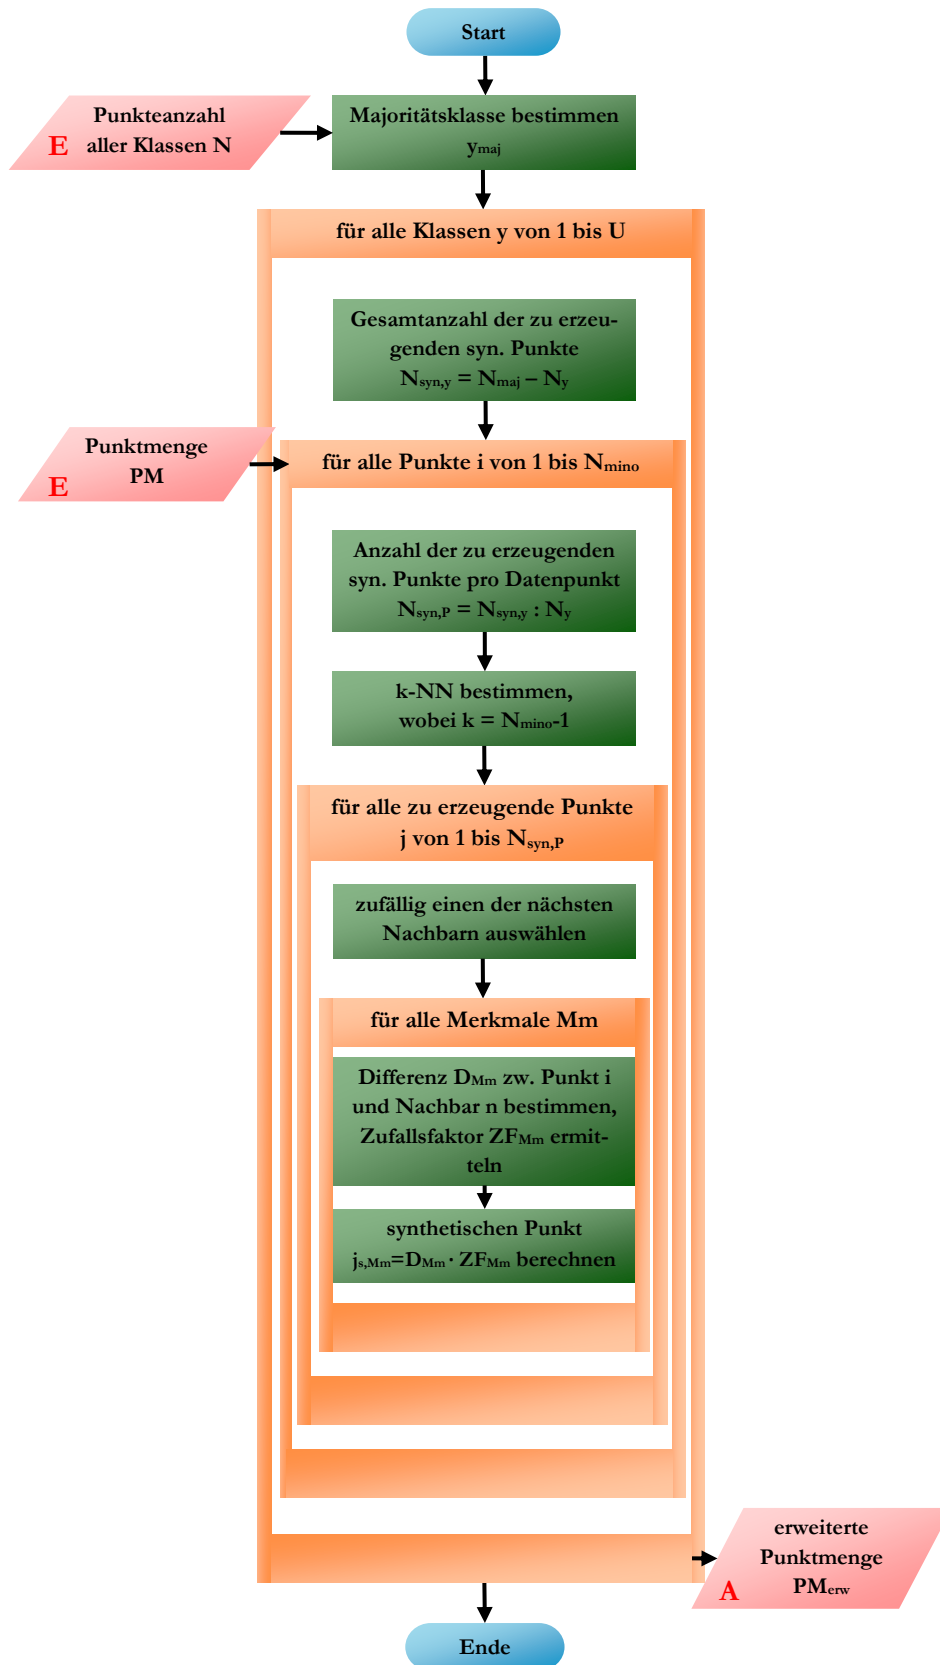 Start
Punkteanzahl
aller Klassen N
E
Majoritätsklasse bestimmen
ymaj
für alle Klassen y von 1 bis U
Gesamtanzahl der zu erzeu-
genden syn. Punkte
Nsyn,y = Nmaj – Ny
Punktmenge
PM
E
für alle Punkte i von 1 bis Nmino
Anzahl der zu erzeugenden
syn. Punkte pro Datenpunkt
Nsyn,P = Nsyn,y : Ny
k-NN bestimmen,
wobei k = Nmino-1
für alle zu erzeugende Punkte
j von 1 bis Nsyn,P
zufällig einen der nächsten
Nachbarn auswählen
für alle Merkmale Mm
Differenz DMm zw. Punkt i
und Nachbar n bestimmen,
Zufallsfaktor ZFMm ermit-
teln
synthetischen Punkt
js,Mm=DMm · ZFMm berechnen
erweiterte
Punktmenge
PMerw
A
Ende